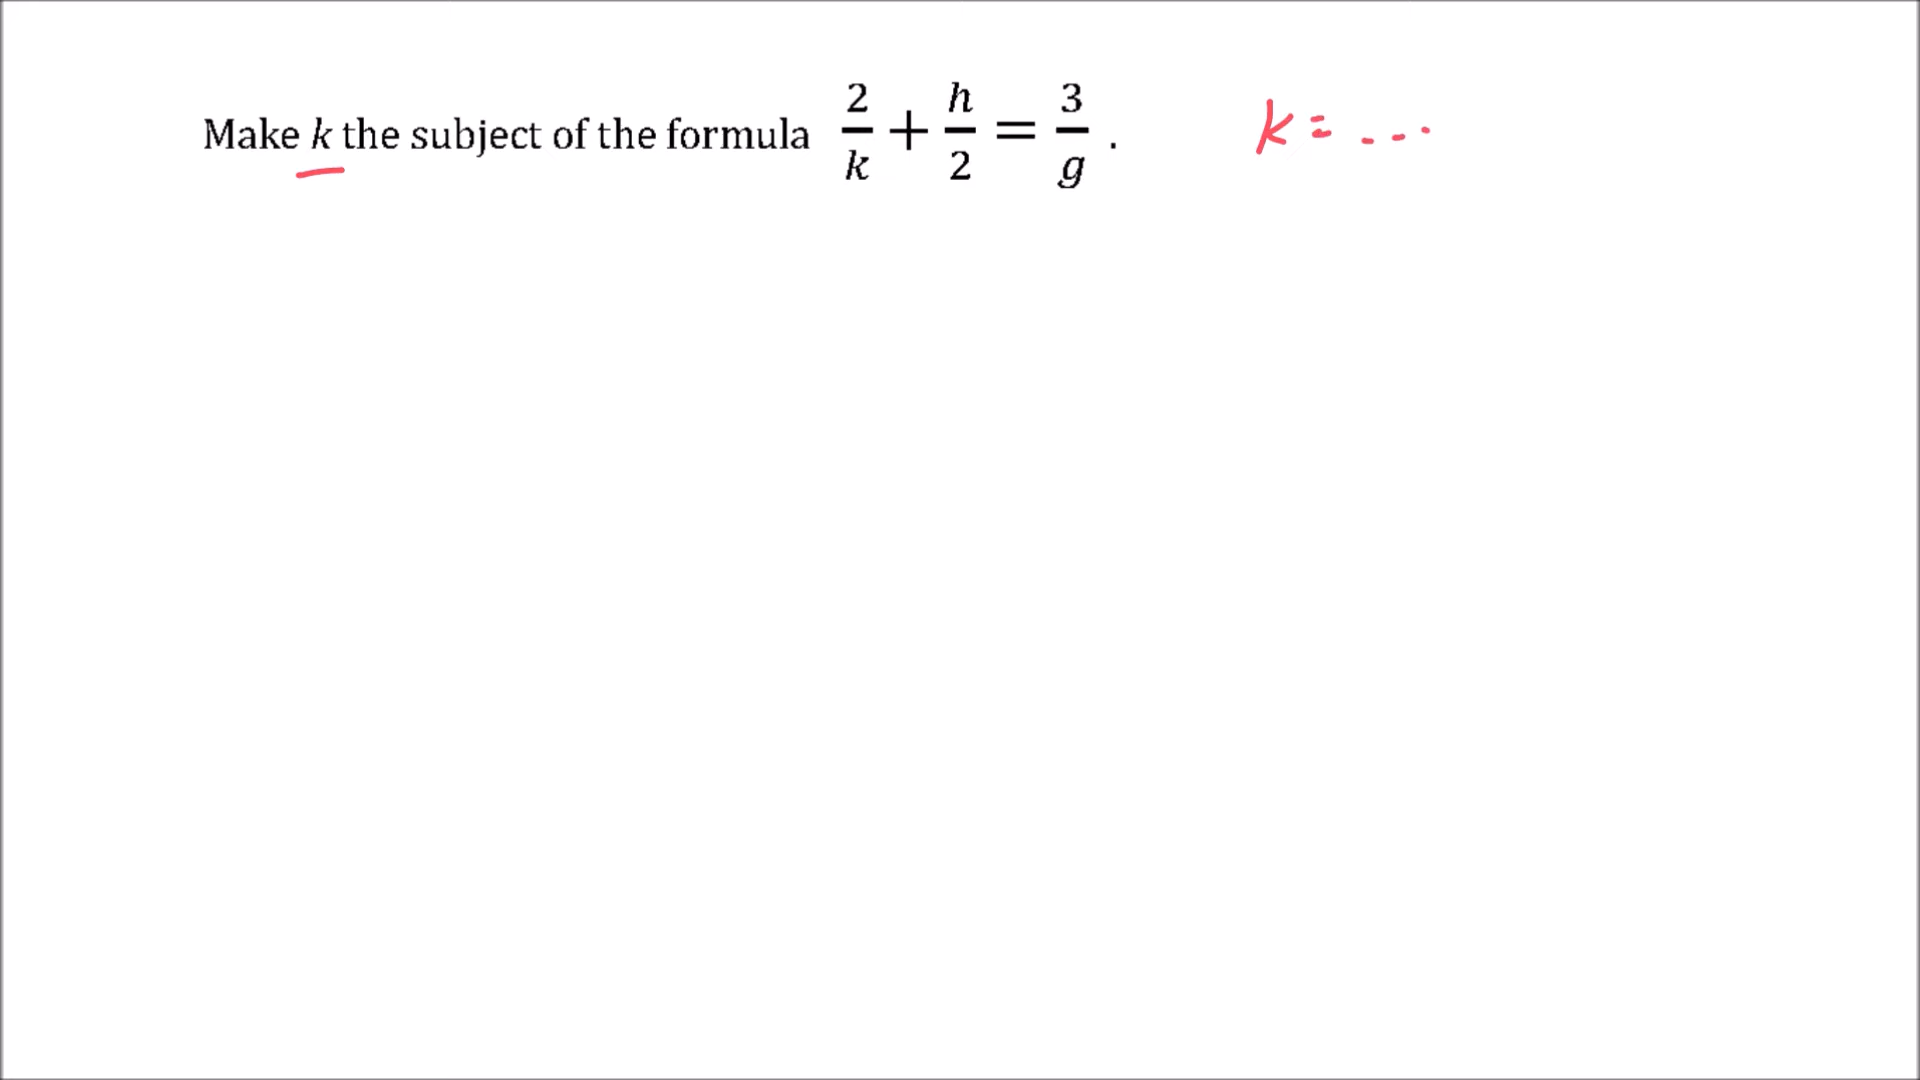 Make k the subject of the formula 2/k + h/2 = 3/g . k = ...